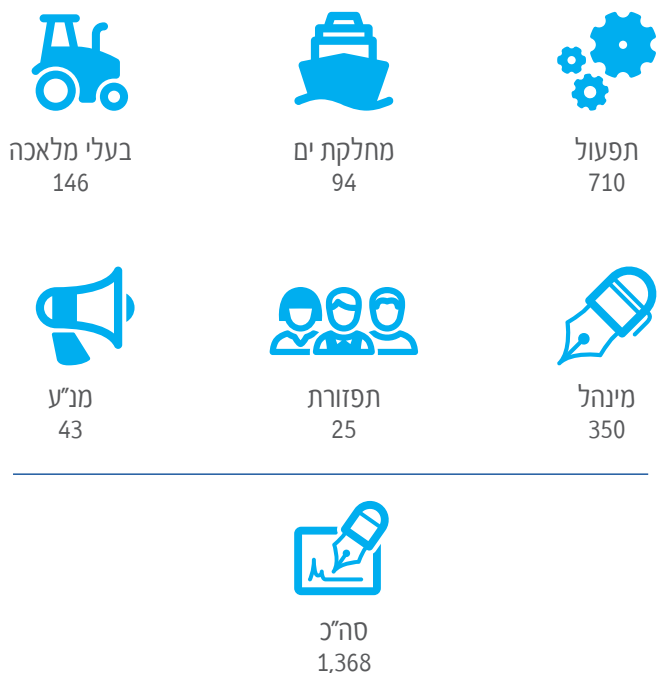 תפעול
710
מחלקת ים
94
בעלי מלאכה
146
מינהל
350
תפזורת
25
מנ״ע
43
סה״כ
1,368